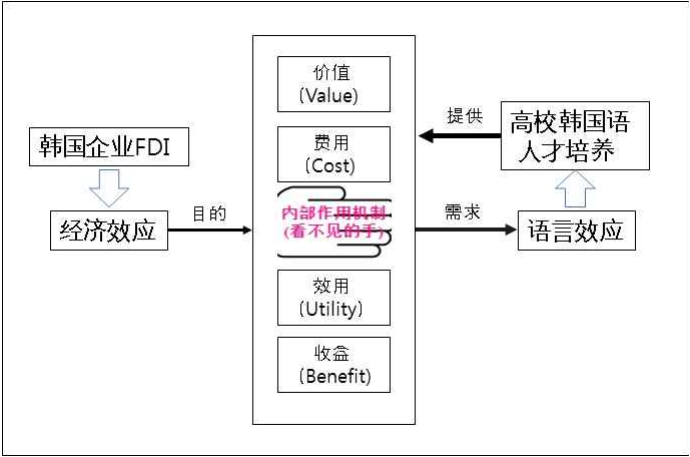 韩国企业FDI
经济效应
目的
价值
(Value)
费用
(Cost)
内部作用机制
(看不见的手)
效用
(Utility)
收益
(Benefit)
提供
高校韩国语
人才培养
需求
语言效应